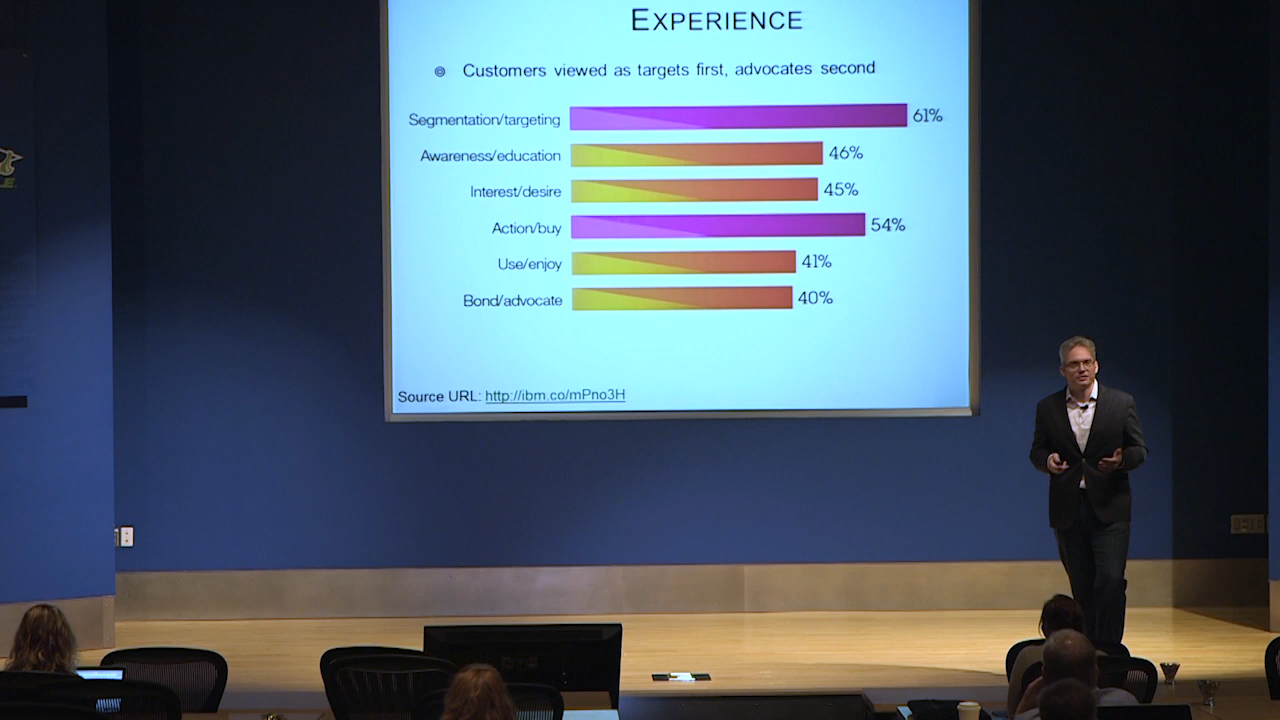 EXPERIENCE
Customers viewed as targets first, advocates second
Segmentation/targeting 61%
Awareness/education 46%
Interest/desire 45%
Action/buy 54%
Use/enjoy 41%
Bond/advocate 40%
Source URL: http://ibm.co/mPno3H